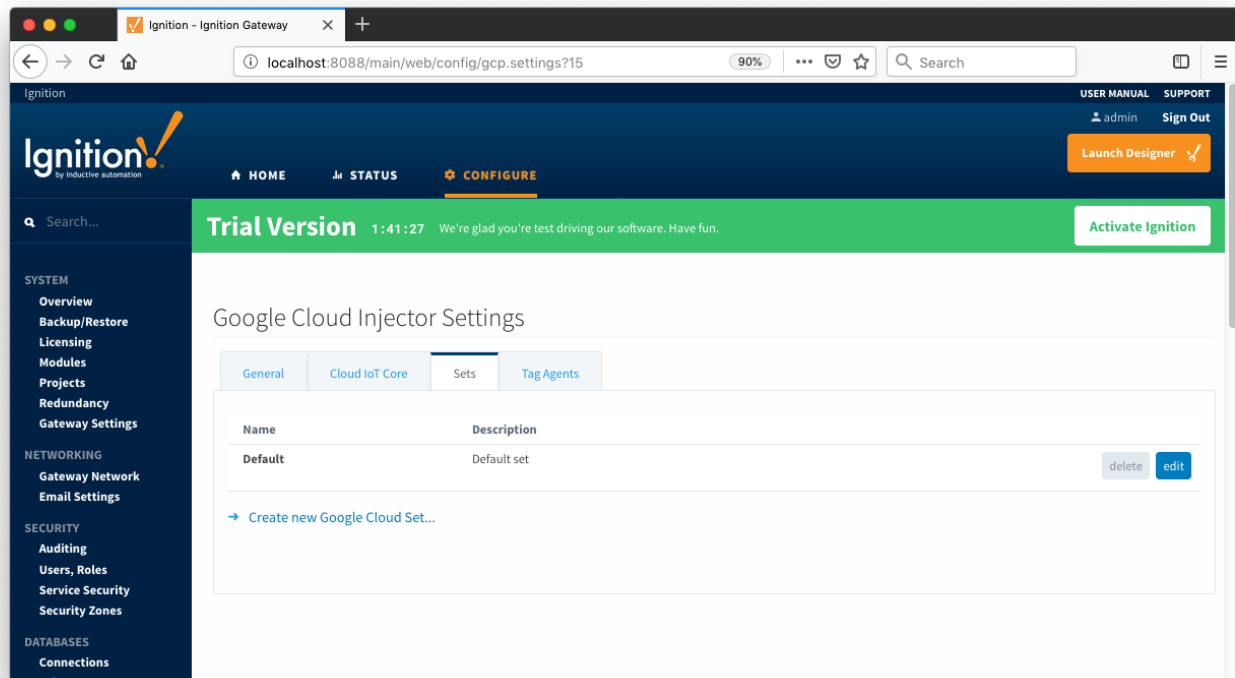 Ignition - Ignition Gateway
localhost:8088/main/web/config/gcp.settings?15
90%
Search
Ignition
USER MANUAL SUPPORT
admin Sign Out
Ignition!
by inductive automation
Launch Designer
HOME STATUS CONFIGURE
Search...
Trial Version 1:41:27 We're glad you're test driving our software. Have fun.
Activate Ignition
SYSTEM
Overview
Backup/Restore
Licensing
Modules
Projects
Redundancy
Gateway Settings
NETWORKING
Gateway Network
Email Settings
SECURITY
Auditing
Users, Roles
Service Security
Security Zones
DATABASES
Connections
Google Cloud Injector Settings
General Cloud IoT Core Sets Tag Agents
Name Description
Default Default set
delete edit
Create new Google Cloud Set...